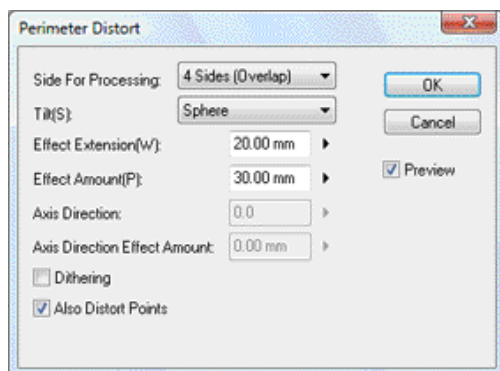 Perimeter Distort
Side For Processing: 4 Sides (Overlap)
Tilt(S): Sphere
Effect Extension(W): 20.00 mm
Effect Amount(P): 30.00 mm
Axis Direction: 0.0
Axis Direction Effect Amount: 0.00 mm
Dithering
Also Distort Points
OK
Cancel
Preview